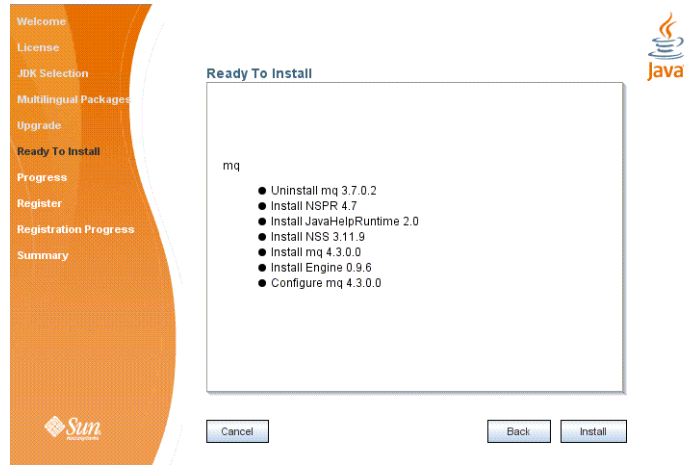 Welcome
License
JDK Selection
Multilingual Packages
Upgrade
Ready To Install
Progress
Register
Registration Progress
Summary
Sun
microsystems
Java
Ready To Install
mq
Uninstall mq 3.7.0.2
Install NSPR 4.7
Install JavaHelpRuntime 2.0
Install NSS 3.11.9
Install mq 4.3.0.0
Install Engine 0.9.6
Configure mq 4.3.0.0
Cancel
Back
Install